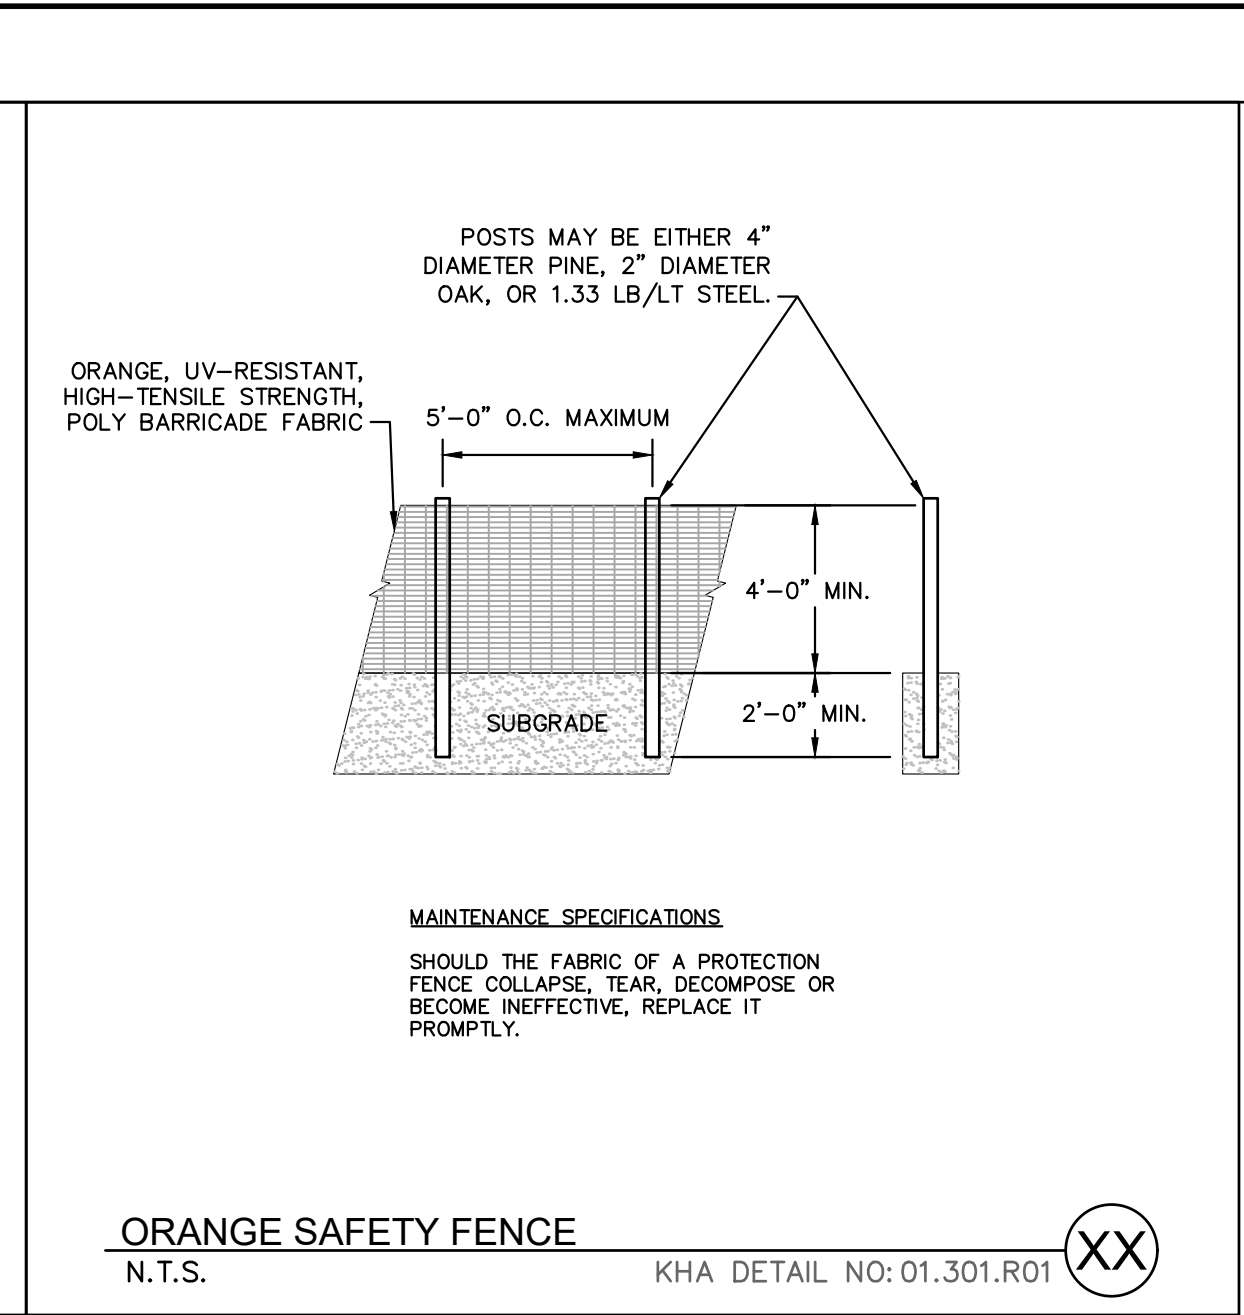 POSTS MAY BE EITHER 4"
DIAMETER PINE, 2" DIAMETER
OAK, OR 1.33 LB/LT STEEL.
ORANGE, UV-RESISTANT,
HIGH-TENSILE STRENGTH,
POLY BARRICADE FABRIC
5'-0" O.C. MAXIMUM
4'-0" MIN.
2'-0" MIN.
SUBGRADE
MAINTENANCE SPECIFICATIONS
SHOULD THE FABRIC OF A PROTECTION
FENCE COLLAPSE, TEAR, DECOMPOSE OR
BECOME INEFFECTIVE, REPLACE IT
PROMPTLY.
ORANGE SAFETY FENCE
N.T.S.
KHA DETAIL NO: 01.301.R01
XX